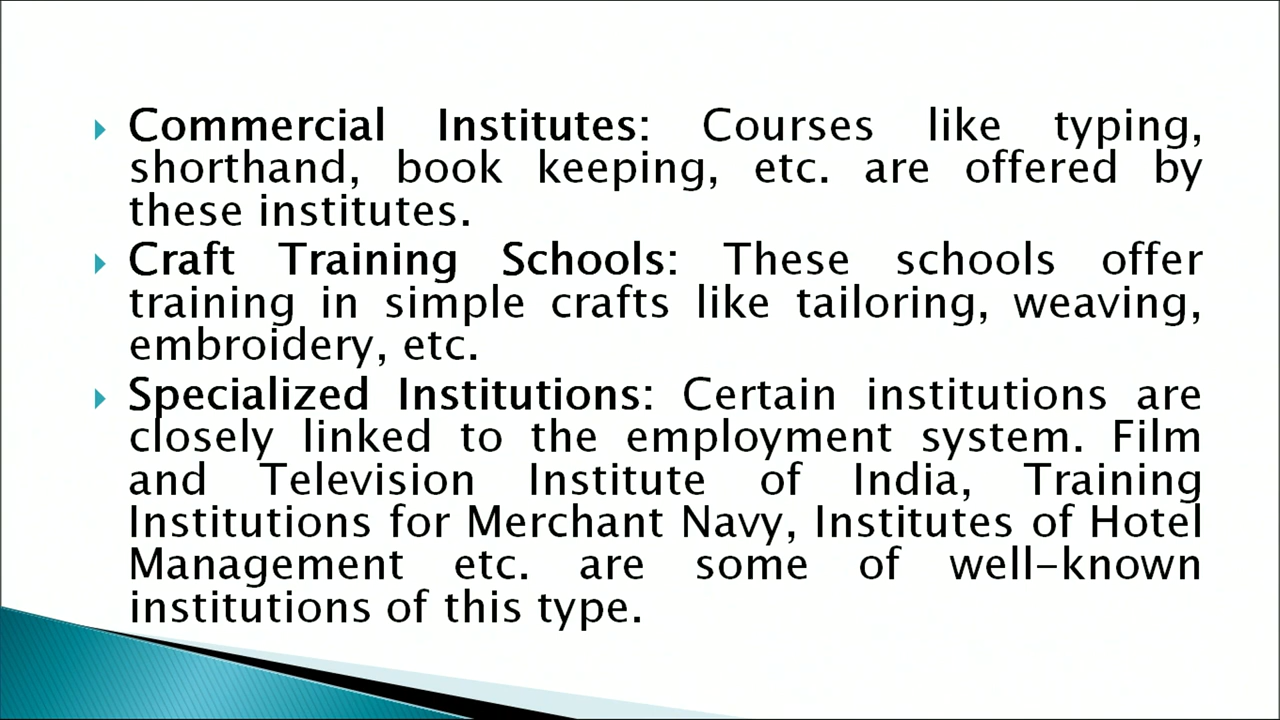 Commercial Institutes: Courses like typing,
shorthand, book keeping, etc. are offered by
these institutes.
Craft Training Schools: These schools offer
training in simple crafts like tailoring, weaving,
embroidery, etc.
Specialized Institutions: Certain institutions are
closely linked to the employment system. Film
and Television Institute of India, Training
Institutions for Merchant Navy, Institutes of Hotel
Management etc. are some of well-known
institutions of this type.